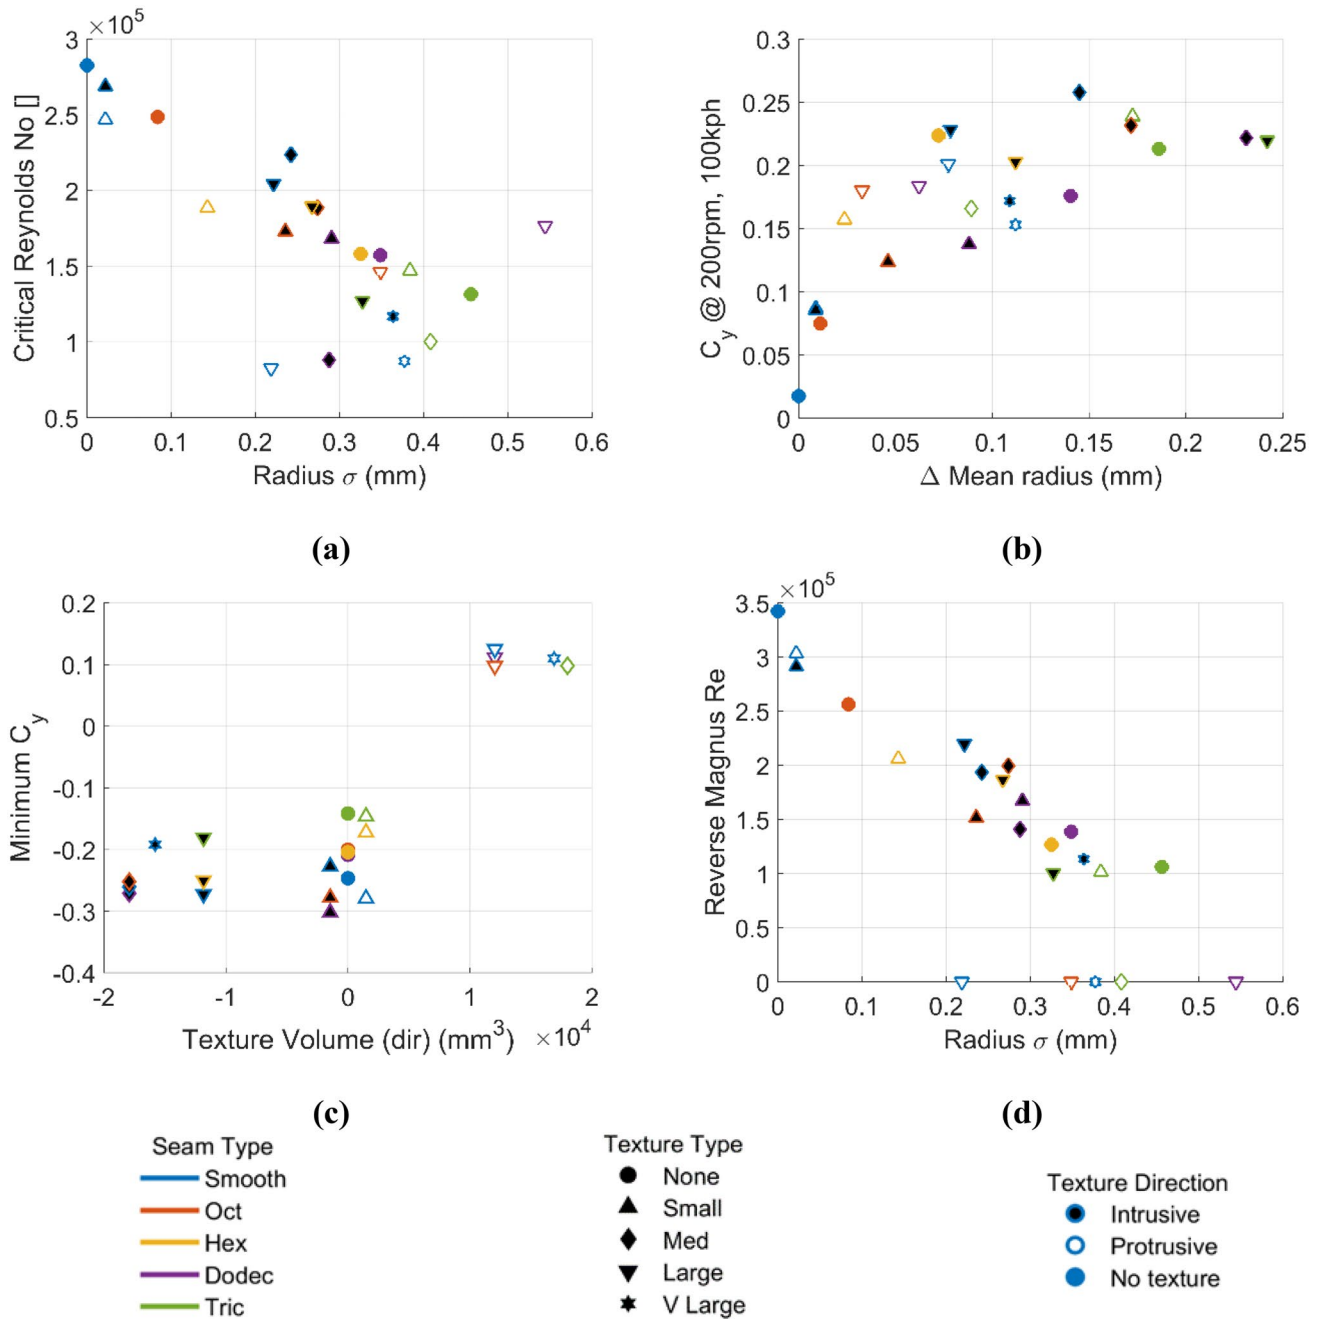 ×10^5
3
2.5
2
1.5
1
0.5
0 0.1 0.2 0.3 0.4 0.5 0.6
Critical Reynolds No []
Radius σ (mm)
(a)
0.3
0.25
0.2
0.15
0.1
0.05
0
0 0.05 0.1 0.15 0.2 0.25
C_y @ 200rpm, 100kph
Δ Mean radius (mm)
(b)
0.2
0.1
0
-0.1
-0.2
-0.3
-0.4
-2 -1 0 1 2
Minimum C_y
Texture Volume (dir) (mm^3) ×10^4
(c)
×10^5
3.5
3
2.5
2
1.5
1
0.5
0
0 0.1 0.2 0.3 0.4 0.5 0.6
Reverse Magnus Re
Radius σ (mm)
(d)
Seam Type
Smooth
Oct
Hex
Dodec
Tric
Texture Type
None
Small
Med
Large
V Large
Texture Direction
Intrusive
Protrusive
No texture